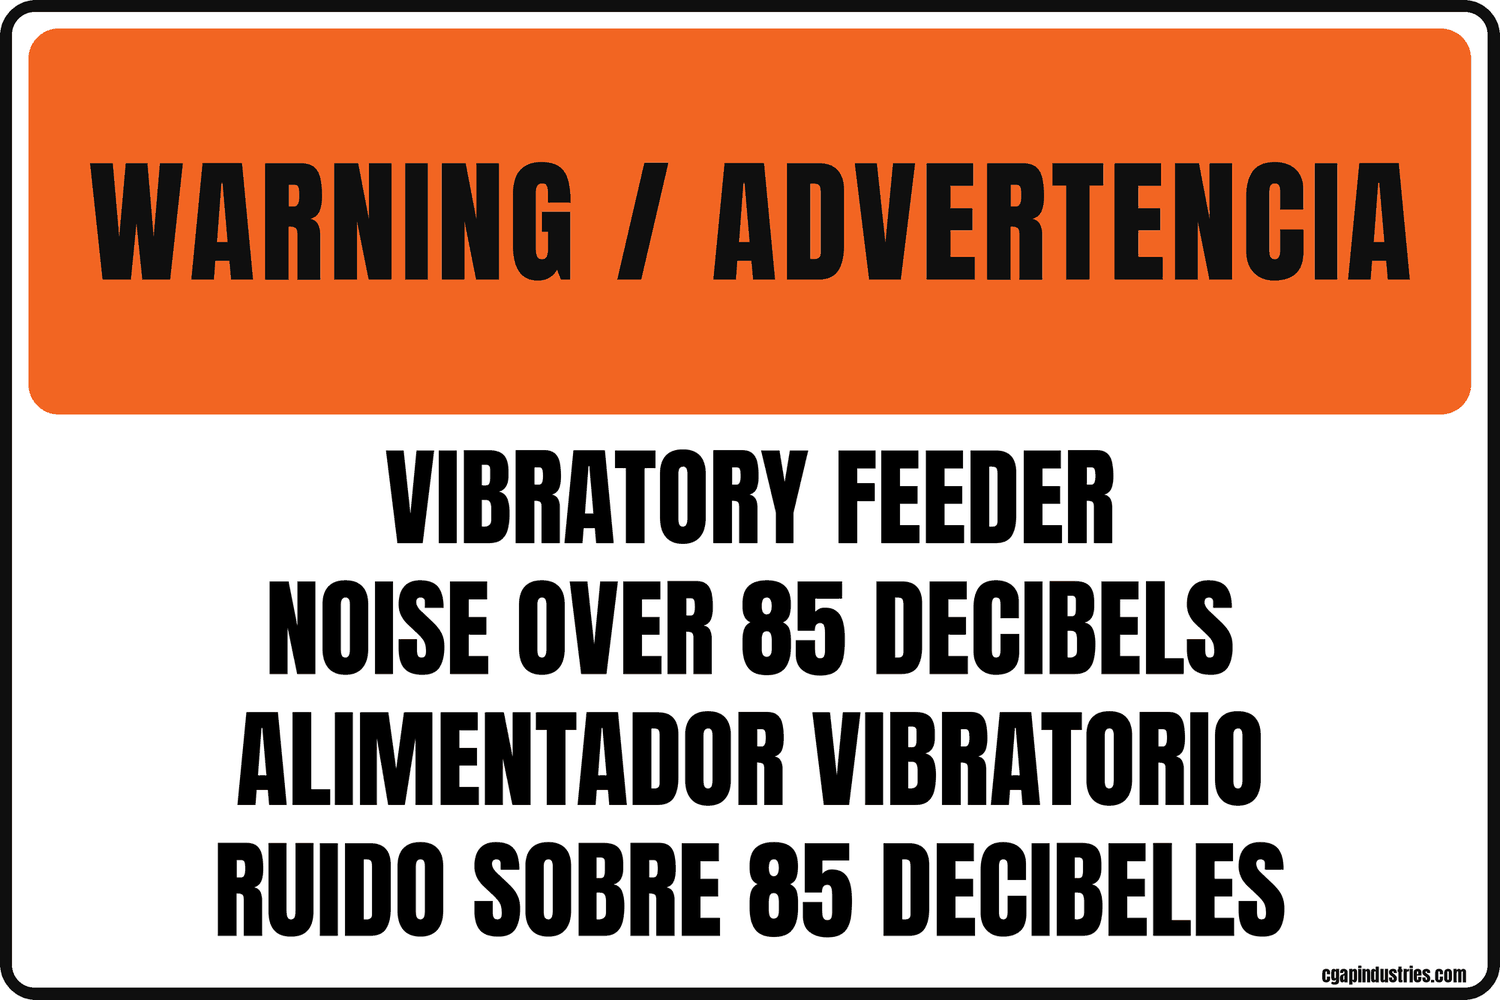 WARNING / ADVERTENCIA
VIBRATORY FEEDER
NOISE OVER 85 DECIBELS
ALIMENTADOR VIBRATORIO
RUIDO SOBRE 85 DECIBELES
cgapindustries.com